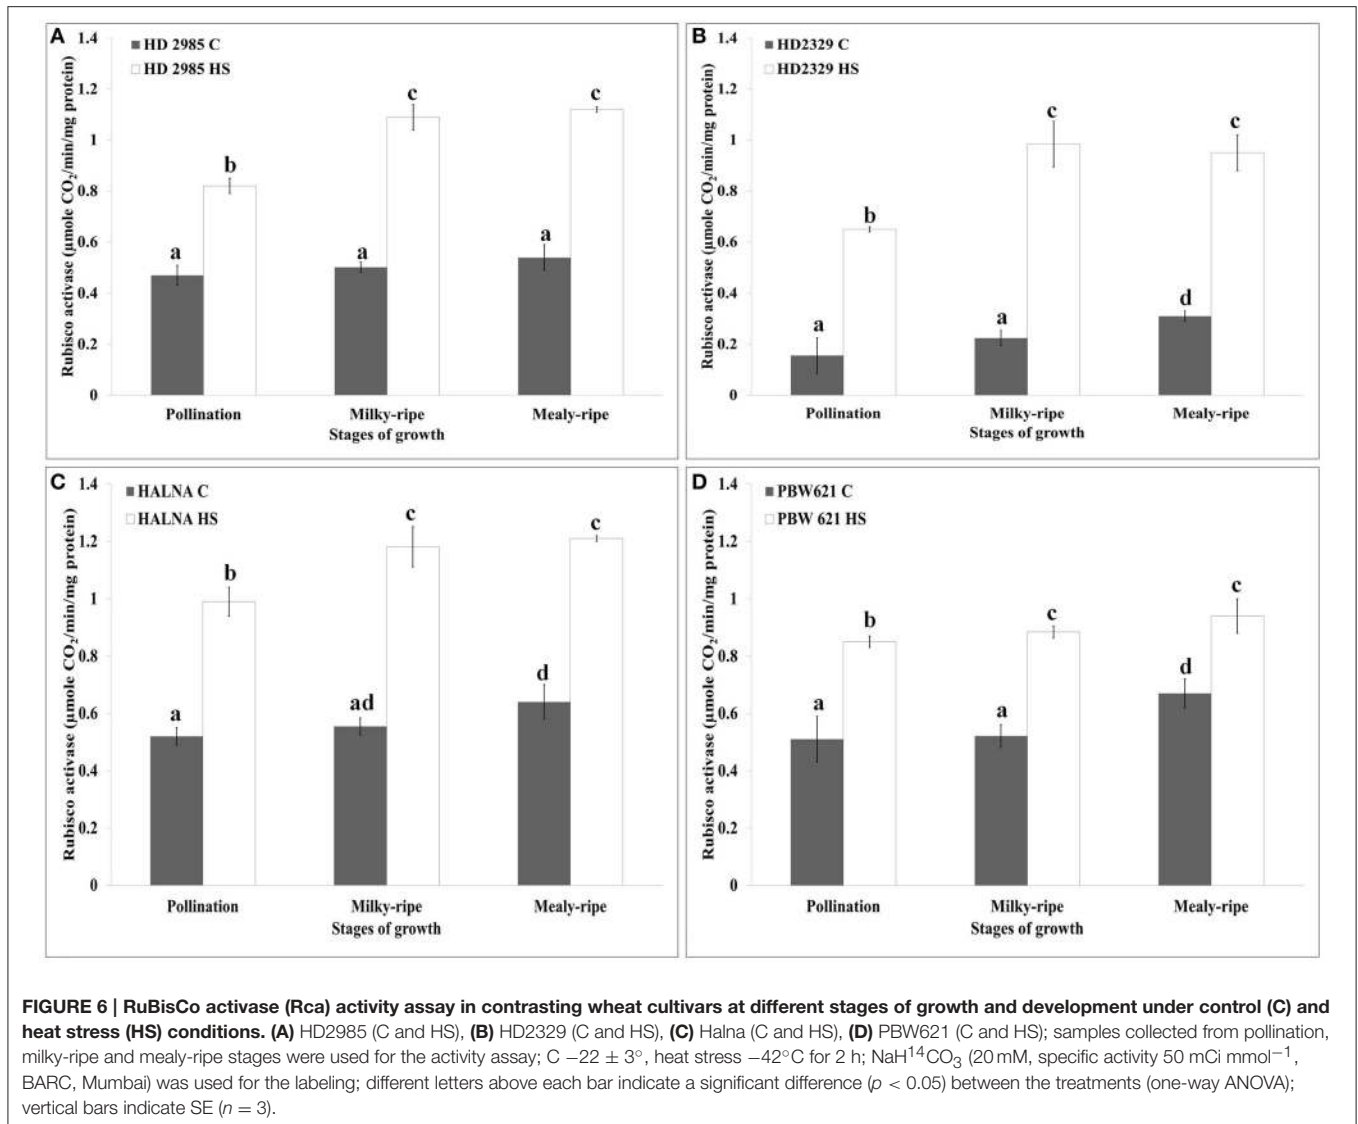 A
1.4
HD 2985 C
HD 2985 HS
1.2
1
0.8
0.6
0.4
0.2
0
Rubisco activase (µmole CO₂/min/mg protein)
b
c
c
a
a
a
Pollination Milky-ripe Mealy-ripe
Stages of growth
B
1.4
HD2329 C
HD2329 HS
1.2
1
0.8
0.6
0.4
0.2
0
Rubisco activase (µmole CO₂/min/mg protein)
b
c
c
a
a
d
Pollination Milky-ripe Mealy-ripe
Stages of growth
C
1.4
HALNA C
HALNA HS
1.2
1
0.8
0.6
0.4
0.2
0
Rubisco activase (µmole CO₂/min/mg protein)
b
c
c
a
ad
d
Pollination Milky-ripe Mealy-ripe
Stages of growth
D
1.4
PBW621 C
PBW 621 HS
1.2
1
0.8
0.6
0.4
0.2
0
Rubisco activase (µmole CO₂/min/mg protein)
b
c
c
a
a
d
Pollination Milky-ripe Mealy-ripe
Stages of growth
FIGURE 6 | RuBisCo activase (Rca) activity assay in contrasting wheat cultivars at different stages of growth and development under control (C) and
heat stress (HS) conditions. (A) HD2985 (C and HS), (B) HD2329 (C and HS), (C) Halna (C and HS), (D) PBW621 (C and HS); samples collected from pollination,
milky-ripe and mealy-ripe stages were used for the activity assay; C −22 ± 3°, heat stress −42°C for 2 h; NaH¹⁴CO₃ (20 mM, specific activity 50 mCi mmol⁻¹,
BARC, Mumbai) was used for the labeling; different letters above each bar indicate a significant difference (p < 0.05) between the treatments (one-way ANOVA);
vertical bars indicate SE (n = 3).